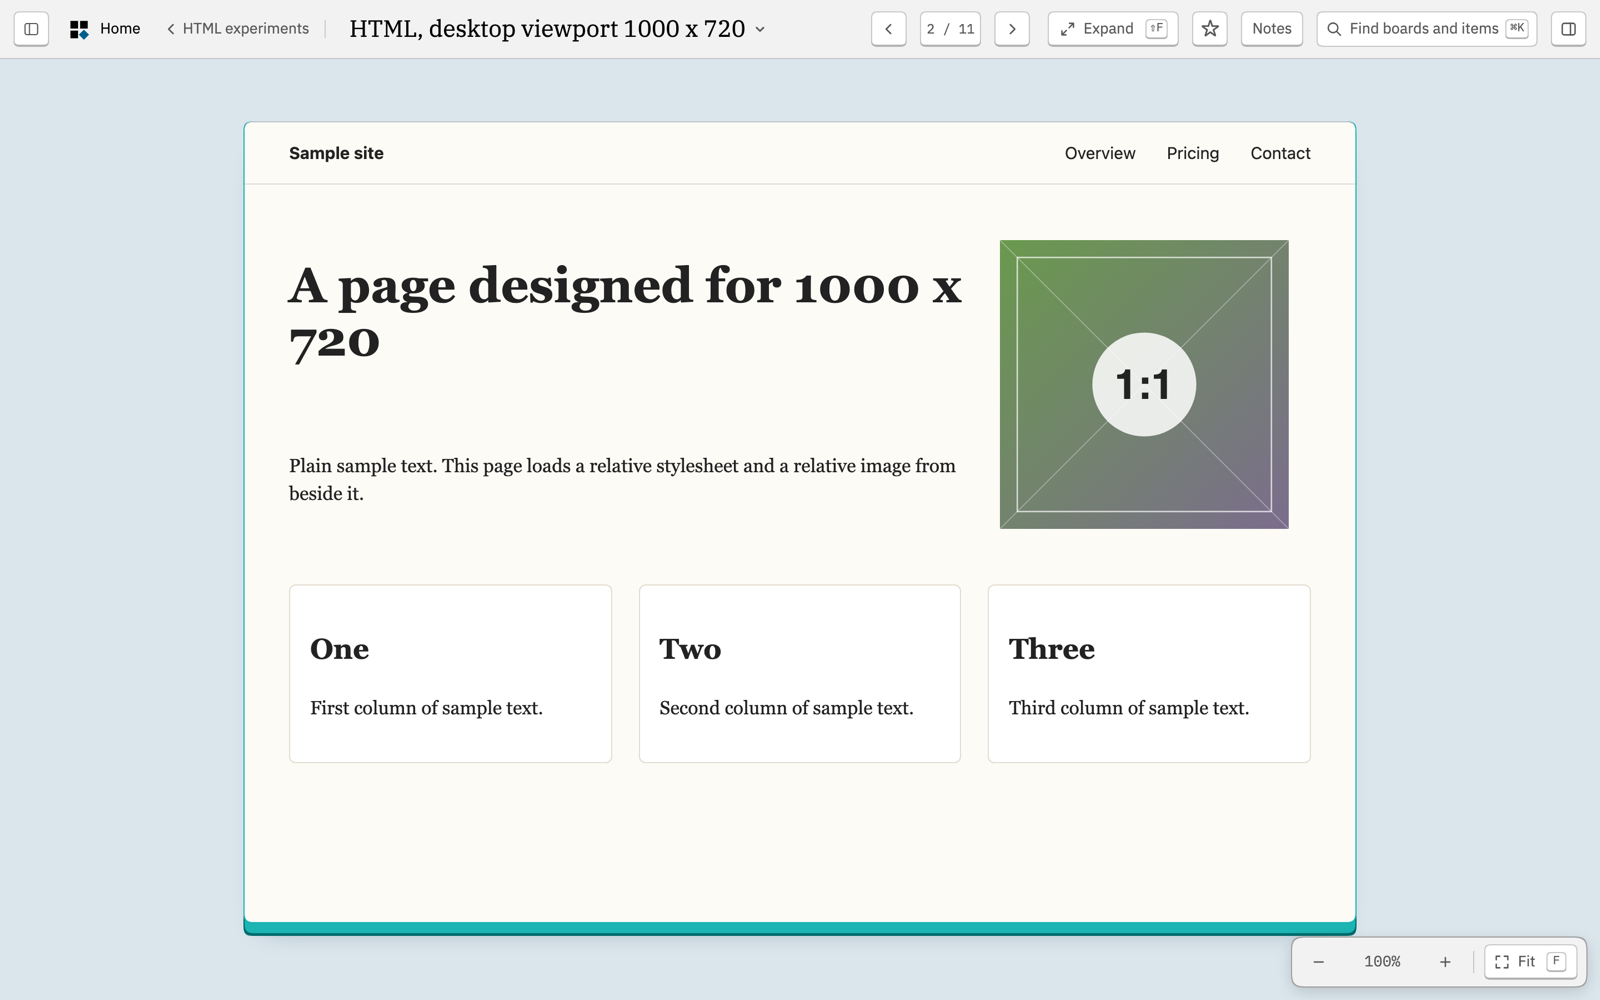 Home
HTML experiments
HTML, desktop viewport 1000 x 720
2 / 11
Expand ⇧F
Notes
Find boards and items ⌘K
Sample site
Overview
Pricing
Contact
A page designed for 1000 x
720
1:1
Plain sample text. This page loads a relative stylesheet and a relative image from
beside it.
One
First column of sample text.
Two
Second column of sample text.
Three
Third column of sample text.
100%
Fit F